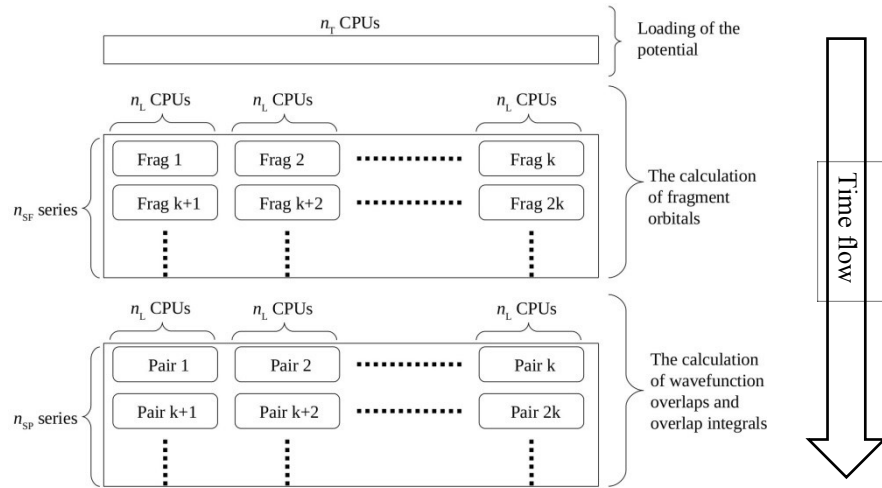 n_T CPUs
Loading of the
potential
n_L CPUs
n_L CPUs
n_L CPUs
Frag 1
Frag 2
Frag k
Frag k+1
Frag k+2
Frag 2k
n_SF series
The calculation
of fragment
orbitals
n_L CPUs
n_L CPUs
n_L CPUs
Pair 1
Pair 2
Pair k
Pair k+1
Pair k+2
Pair 2k
n_SP series
The calculation
of wavefunction
overlaps and
overlap integrals
Time flow